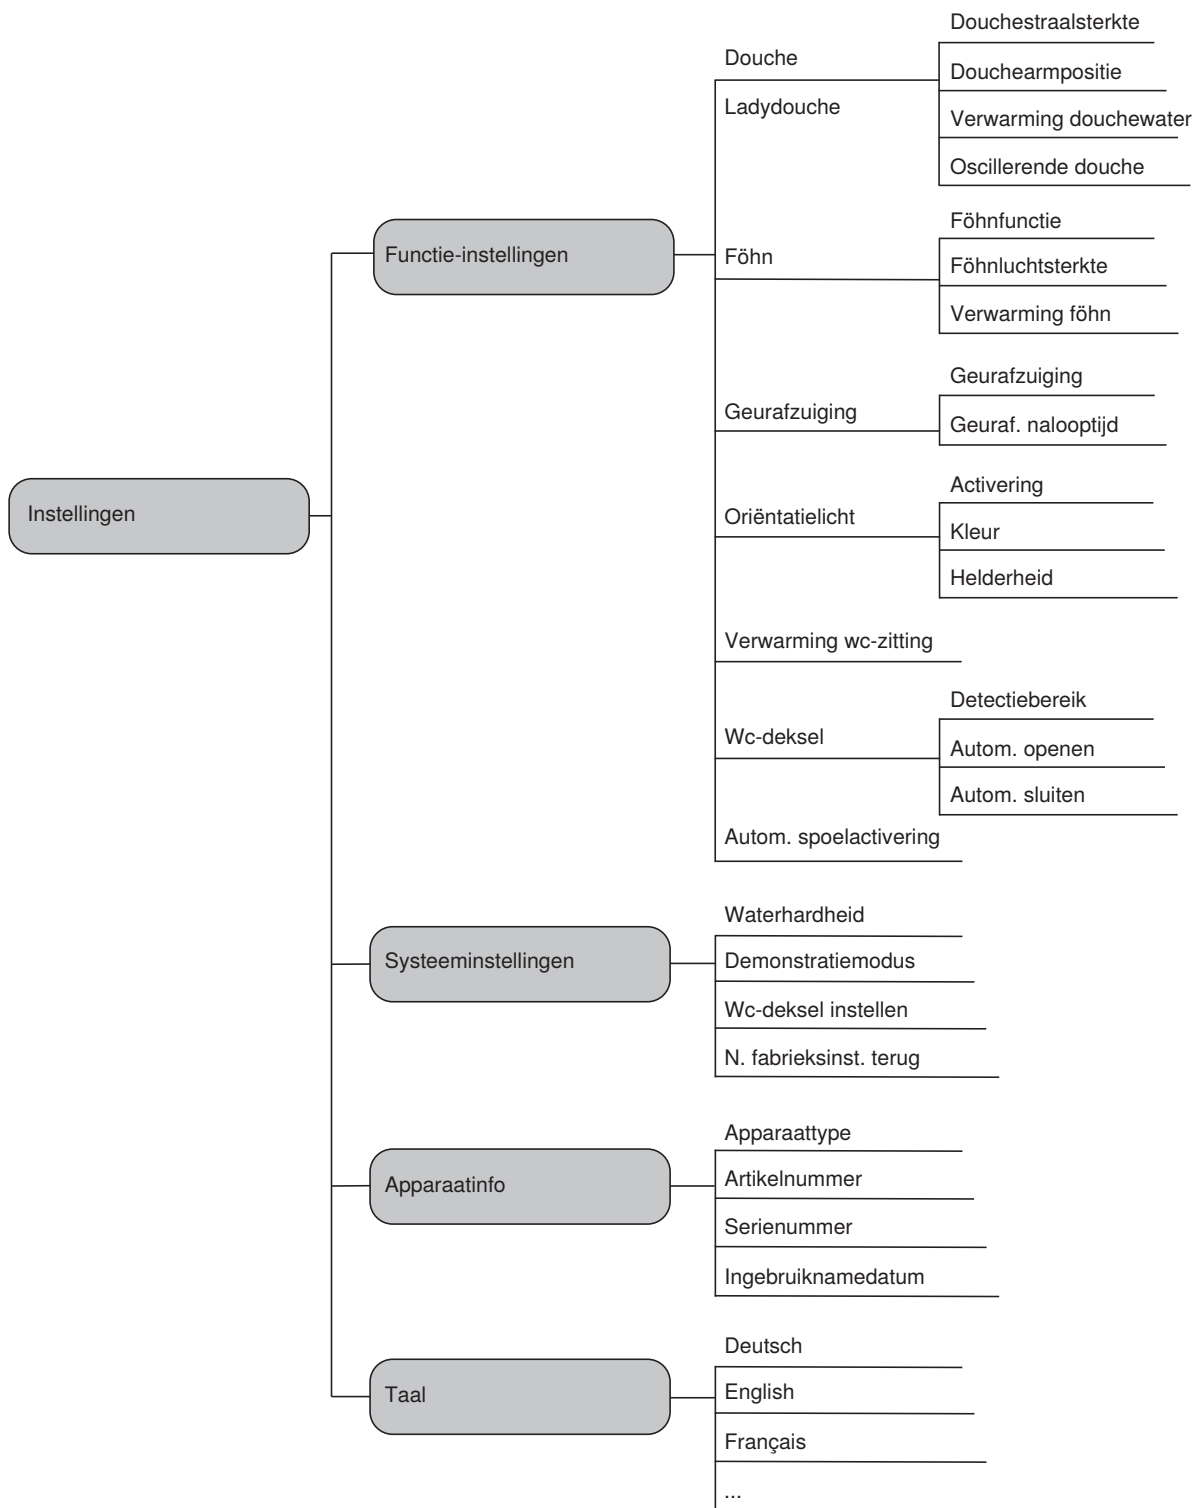 Instellingen
Functie-instellingen
Douche
Ladydouche
Douchestraalsterkte
Douchearmpositie
Verwarming douchewater
Oscillerende douche
Föhn
Föhnfunctie
Föhnluchtsterkte
Verwarming föhn
Geurafzuiging
Geurafzuiging
Geuraf. nalooptijd
Oriëntatielicht
Activering
Kleur
Helderheid
Verwarming wc-zitting
Wc-deksel
Detectiebereik
Autom. openen
Autom. sluiten
Autom. spoelactivering
Systeeminstellingen
Waterhardheid
Demonstratiemodus
Wc-deksel instellen
N. fabrieksinst. terug
Apparaatinfo
Apparaattype
Artikelnummer
Serienummer
Ingebruiknamedatum
Taal
Deutsch
English
Français
...